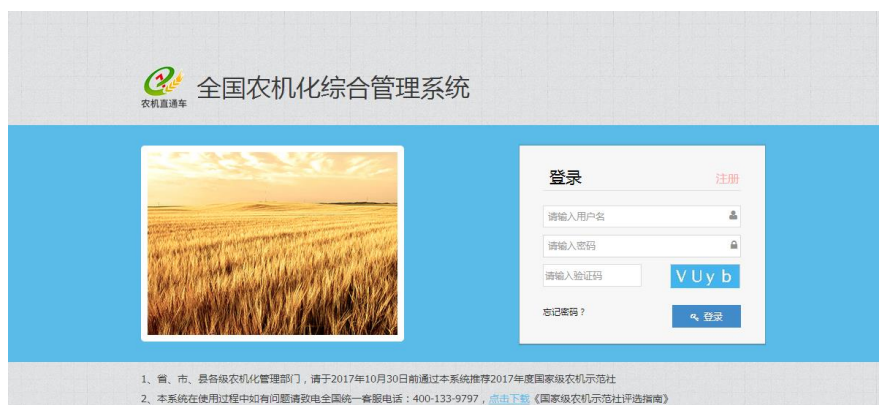 全国农机化综合管理系统
农机直通车
登录
注册
请输入用户名
请输入密码
请输入验证码
VUyb
忘记密码？
登录
1、省、市、县各级农机化管理部门，请于2017年10月30日前通过本系统推荐2017年度国家级农机示范社
2、本系统在使用过程中如有问题请致电全国统一客服电话：400-133-9797，点击下载《国家级农机示范社评选指南》